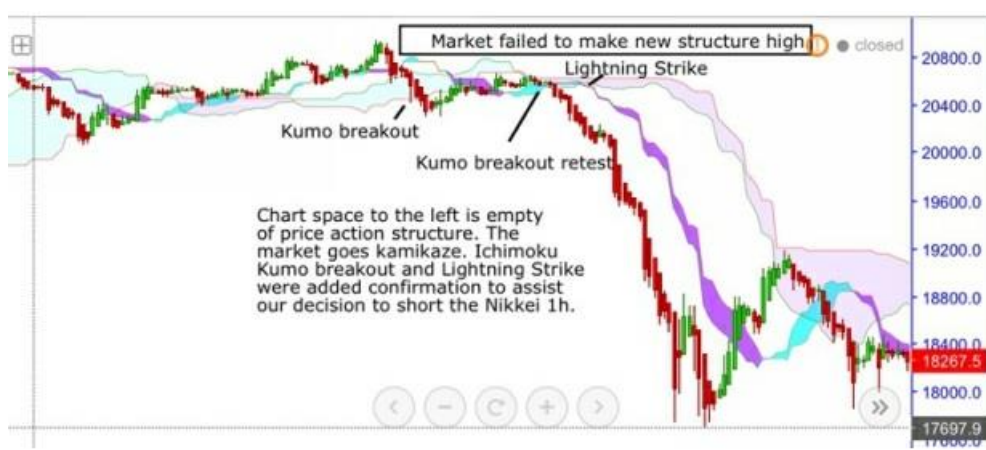 Market failed to make new structure high
closed
Lightning Strike
Kumo breakout
Kumo breakout retest
Chart space to the left is empty
of price action structure. The
market goes kamikaze. Ichimoku
Kumo breakout and Lightning Strike
were added confirmation to assist
our decision to short the Nikkei 1h.
20800.0
20400.0
20000.0
19600.0
19200.0
18800.0
18400.0
18267.5
18000.0
17697.9